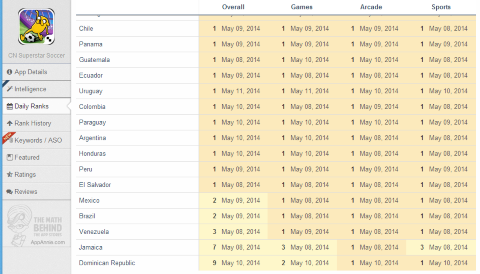 Overall Games Arcade Sports
CN Superstar Soccer
App Details
Intelligence
Daily Ranks
Rank History
Keywords / ASO
Featured
Ratings
Reviews
THE MATH
BEHIND
AppAnnie.com
Chile 1 May 09, 2014 1 May 09, 2014 1 May 09, 2014 1 May 08, 2014
Panama 1 May 09, 2014 1 May 09, 2014 1 May 09, 2014 1 May 09, 2014
Guatemala 1 May 08, 2014 1 May 10, 2014 1 May 08, 2014 1 May 08, 2014
Ecuador 1 May 09, 2014 1 May 09, 2014 1 May 08, 2014 1 May 08, 2014
Uruguay 1 May 11, 2014 1 May 11, 2014 1 May 10, 2014 1 May 10, 2014
Colombia 1 May 10, 2014 1 May 08, 2014 1 May 09, 2014 1 May 08, 2014
Paraguay 1 May 10, 2014 1 May 10, 2014 1 May 10, 2014 1 May 08, 2014
Argentina 1 May 10, 2014 1 May 08, 2014 1 May 08, 2014 1 May 08, 2014
Honduras 1 May 10, 2014 1 May 10, 2014 1 May 08, 2014 1 May 08, 2014
Peru 1 May 09, 2014 1 May 09, 2014 1 May 09, 2014 1 May 08, 2014
El Salvador 1 May 08, 2014 1 May 08, 2014 1 May 08, 2014 1 May 08, 2014
Mexico 2 May 09, 2014 1 May 08, 2014 1 May 08, 2014 1 May 08, 2014
Brazil 2 May 09, 2014 1 May 09, 2014 1 May 08, 2014 1 May 08, 2014
Venezuela 3 May 08, 2014 1 May 09, 2014 1 May 08, 2014 1 May 08, 2014
Jamaica 7 May 08, 2014 3 May 08, 2014 1 May 08, 2014 3 May 08, 2014
Dominican Republic 9 May 10, 2014 2 May 10, 2014 1 May 08, 2014 1 May 10, 2014